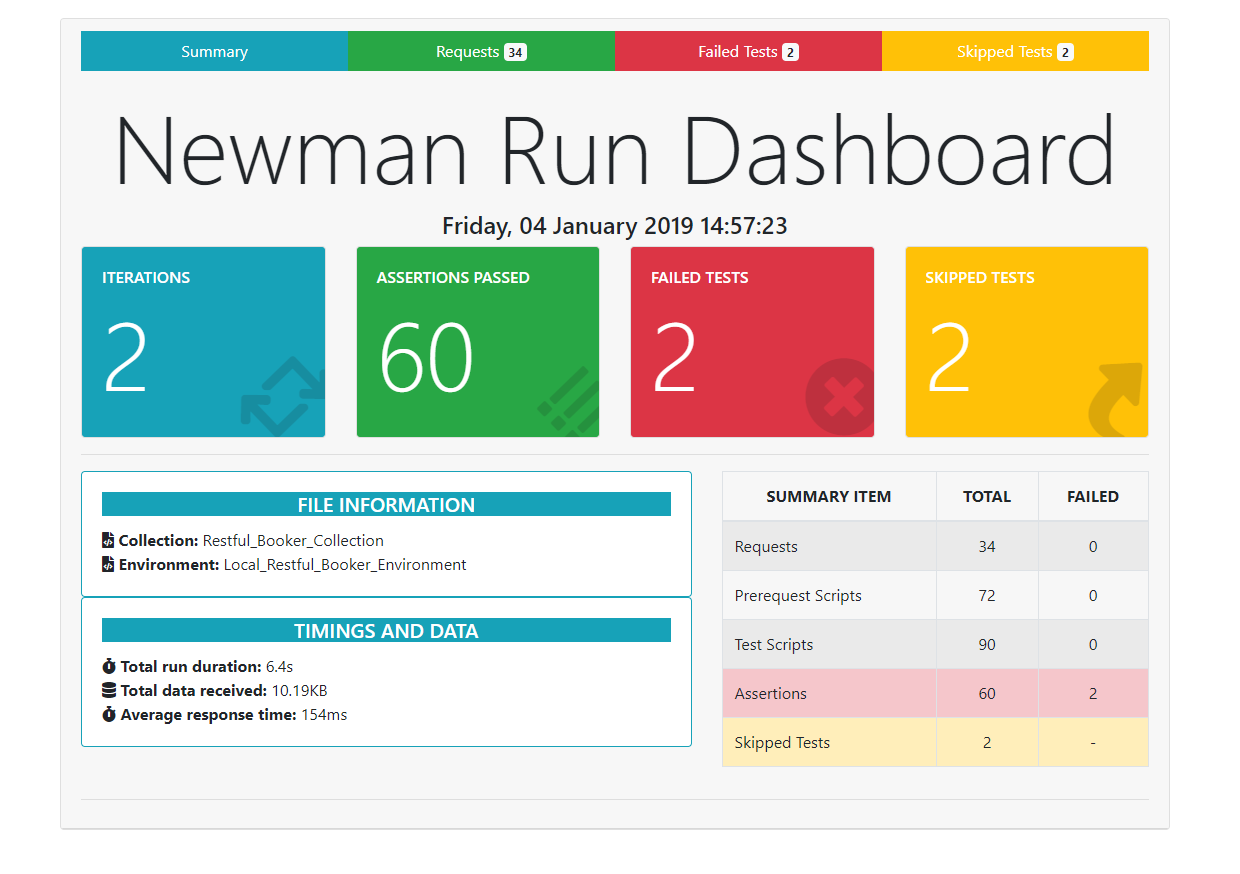 Summary
Requests 34
Failed Tests 2
Skipped Tests 2
Newman Run Dashboard
Friday, 04 January 2019 14:57:23
ITERATIONS
2
ASSERTIONS PASSED
60
FAILED TESTS
2
SKIPPED TESTS
2
FILE INFORMATION
Collection: Restful_Booker_Collection
Environment: Local_Restful_Booker_Environment
TIMINGS AND DATA
Total run duration: 6.4s
Total data received: 10.19KB
Average response time: 154ms
SUMMARY ITEM TOTAL FAILED
Requests 34 0
Prerequest Scripts 72 0
Test Scripts 90 0
Assertions 60 2
Skipped Tests 2 -